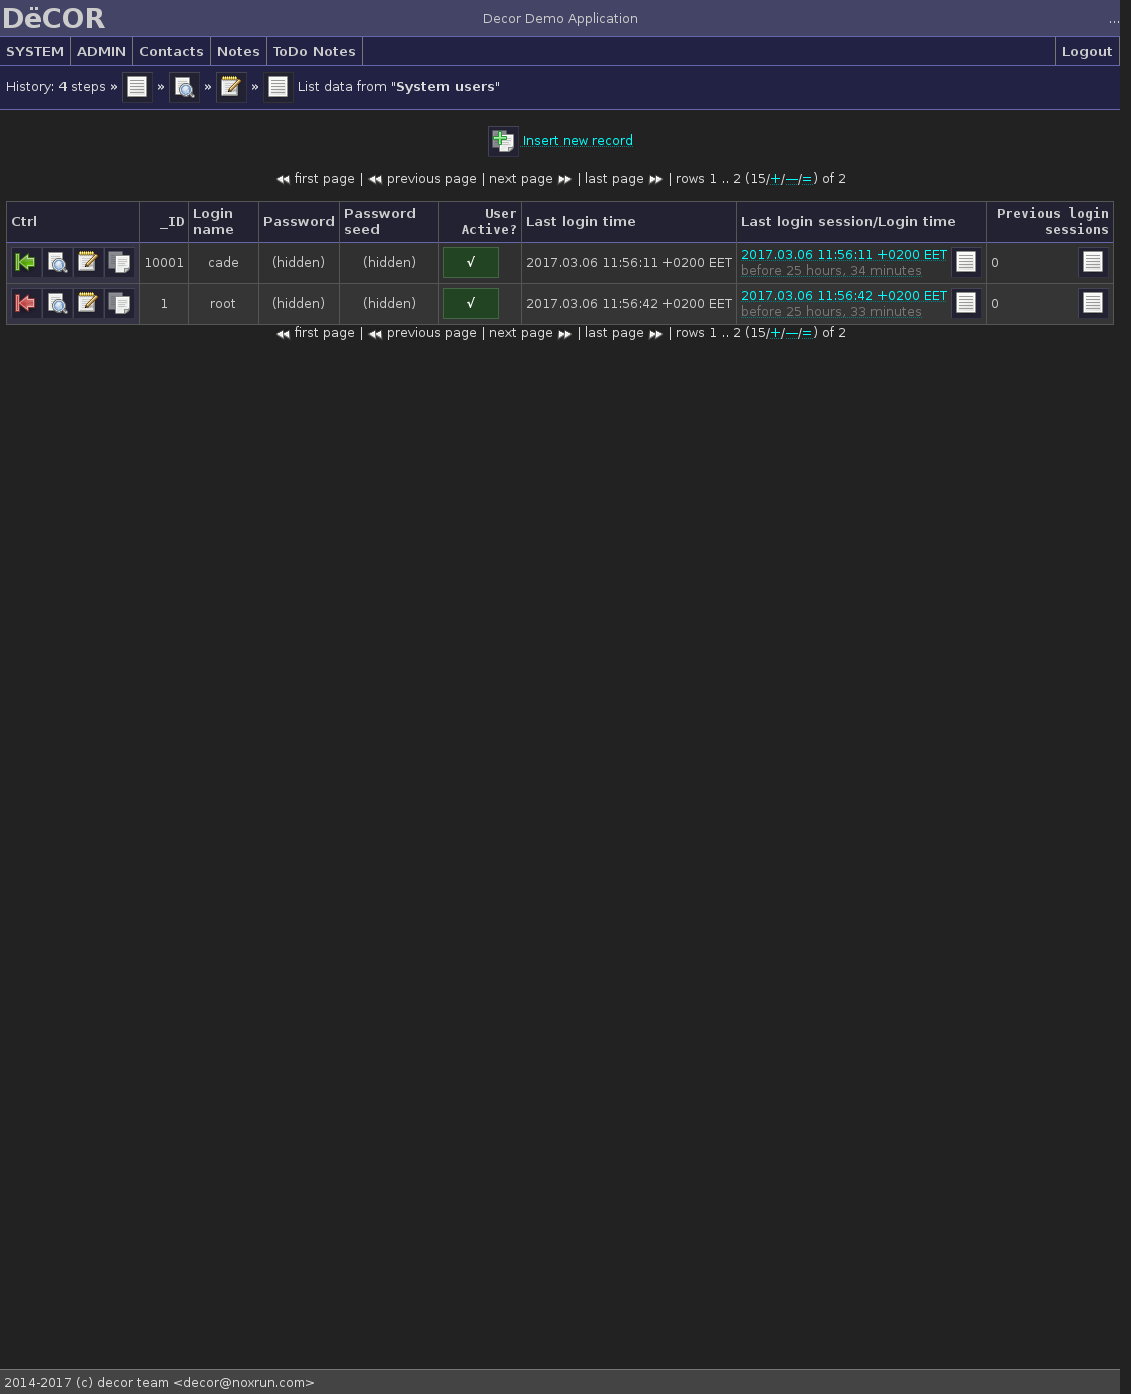 DëCOR Decor Demo Application ...
SYSTEM ADMIN Contacts Notes ToDo Notes Logout
History: 4 steps » » » » List data from "System users"
Insert new record
first page | previous page | next page | last page | rows 1 .. 2 (15/+/—/=) of 2
Ctrl _ID Login name Password Password seed User Active? Last login time Last login session/Login time Previous login sessions
10001 cade (hidden) (hidden) √ 2017.03.06 11:56:11 +0200 EET 2017.03.06 11:56:11 +0200 EET 0
before 25 hours, 34 minutes
1 root (hidden) (hidden) √ 2017.03.06 11:56:42 +0200 EET 2017.03.06 11:56:42 +0200 EET 0
before 25 hours, 33 minutes
first page | previous page | next page | last page | rows 1 .. 2 (15/+/—/=) of 2
2014-2017 (c) decor team <decor@noxrun.com>